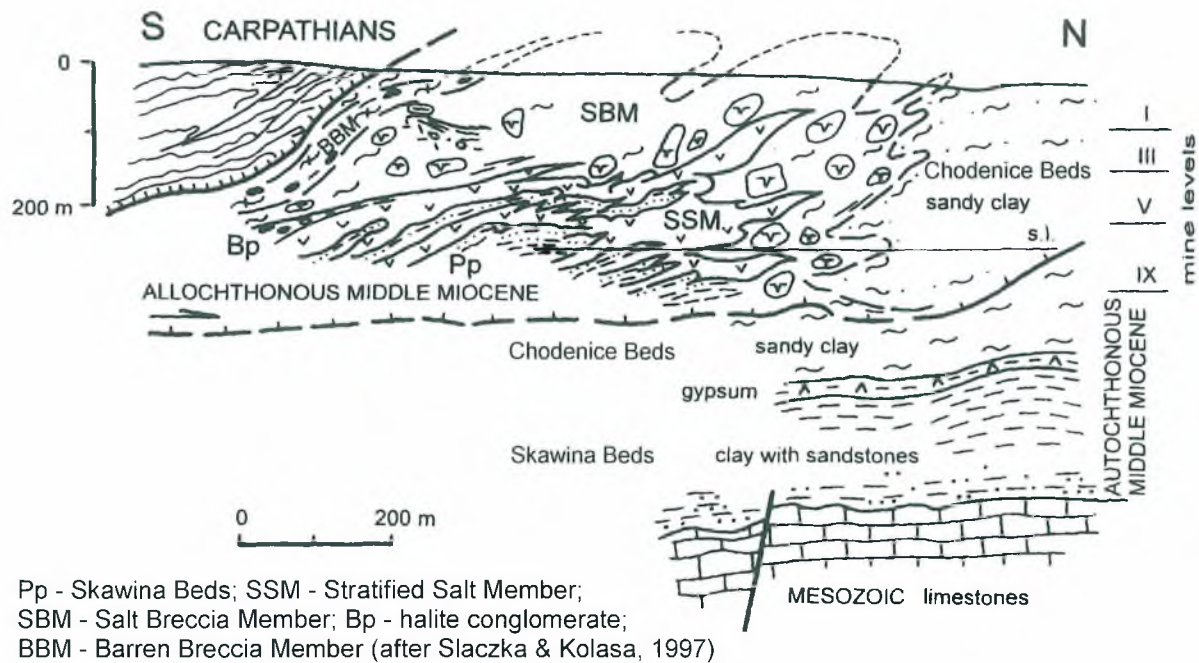 S CARPATHIANS N
0
200 m
BBM
SBM
SSM
Bp
Pp
Chodenice Beds
sandy clay
s.l.
I
III
V
IX
mine levels
ALLOCHTHONOUS MIDDLE MIOCENE
Chodenice Beds sandy clay
gypsum
Skawina Beds clay with sandstones
AUTOCHTHONOUS
MIDDLE MIOCENE
0 200 m
MESOZOIC limestones
Pp - Skawina Beds; SSM - Stratified Salt Member;
SBM - Salt Breccia Member; Bp - halite conglomerate;
BBM - Barren Breccia Member (after Slaczka & Kolasa, 1997)